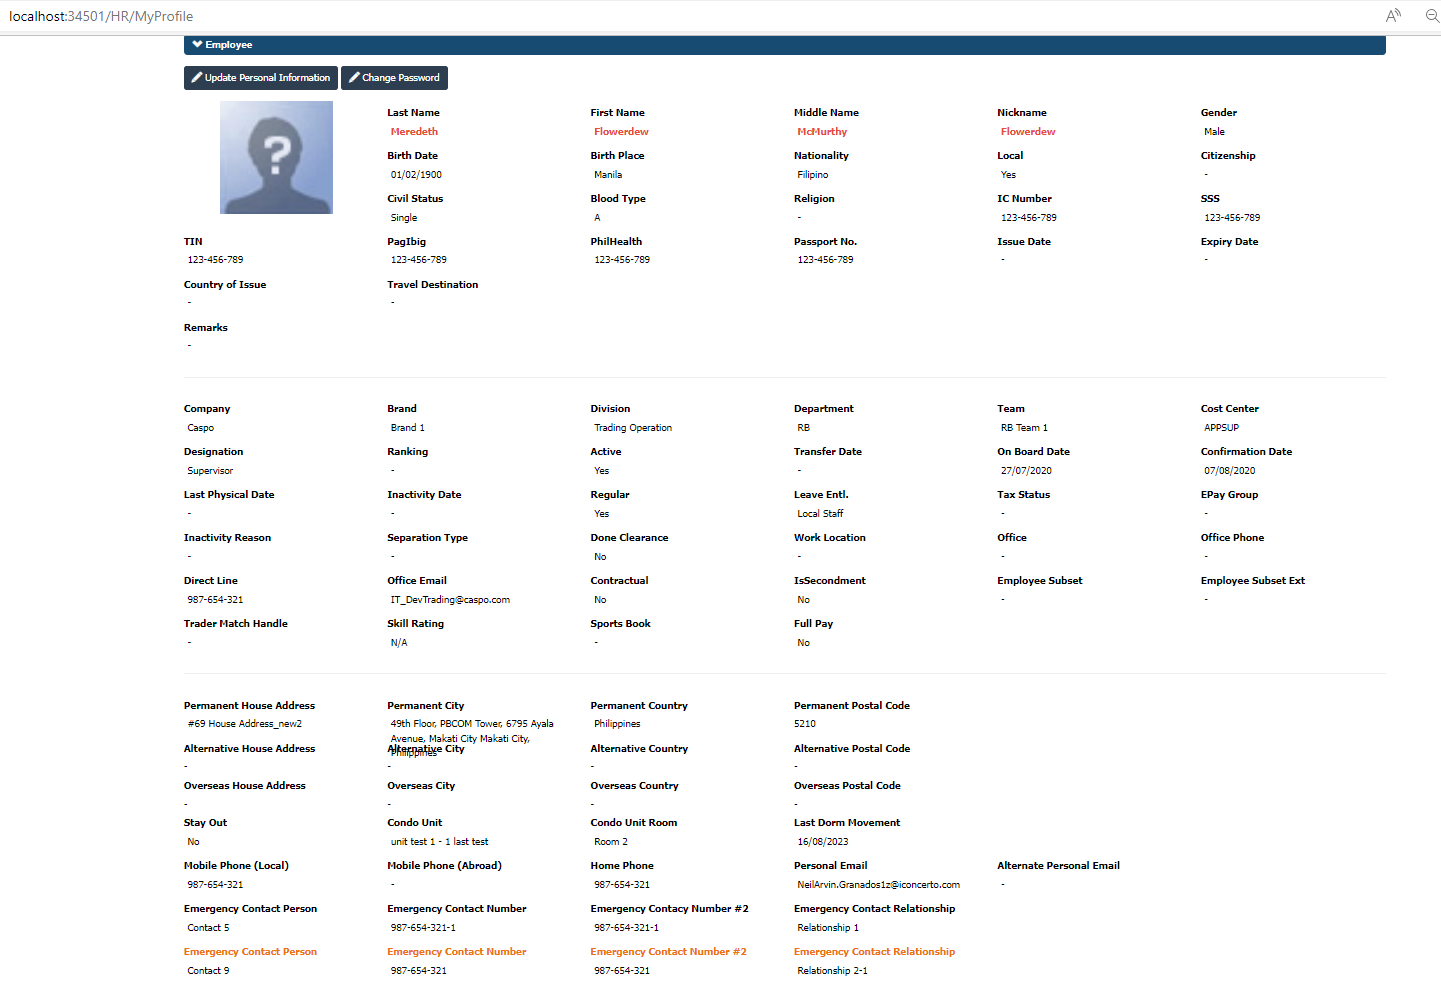 localhost:34501/HR/MyProfile
Employee
Update Personal Information Change Password
Last Name First Name Middle Name Nickname Gender
Meredeth Flowerdew McMurthy Flowerdew Male
Birth Date Birth Place Nationality Local Citizenship
01/02/1900 Manila Filipino Yes -
Civil Status Blood Type Religion IC Number SSS
Single A - 123-456-789 123-456-789
TIN PagIbig PhilHealth Passport No. Issue Date Expiry Date
123-456-789 123-456-789 123-456-789 123-456-789 - -
Country of Issue Travel Destination
- -
Remarks
-
Company Brand Division Department Team Cost Center
Caspo Brand 1 Trading Operation RB RB Team 1 APPSUP
Designation Ranking Active Transfer Date On Board Date Confirmation Date
Supervisor - Yes - 27/07/2020 07/08/2020
Last Physical Date Inactivity Date Regular Leave Entl. Tax Status EPay Group
- - Yes Local Staff - -
Inactivity Reason Separation Type Done Clearance Work Location Office Office Phone
- - No - - -
Direct Line Office Email Contractual IsSecondment Employee Subset Employee Subset Ext
987-654-321 IT_DevTrading@caspo.com No No - -
Trader Match Handle Skill Rating Sports Book Full Pay
- N/A - No
Permanent House Address Permanent City Permanent Country Permanent Postal Code
#69 House Address_new2 49th Floor, PBCOM Tower, 6795 Ayala Philippines 5210
Avenue, Makati City Makati City,
Philippines
Alternative House Address Alternative City Alternative Country Alternative Postal Code
- - - -
Overseas House Address Overseas City Overseas Country Overseas Postal Code
- - - -
Stay Out Condo Unit Condo Unit Room Last Dorm Movement
No unit test 1 - 1 last test Room 2 16/08/2023
Mobile Phone (Local) Mobile Phone (Abroad) Home Phone Personal Email Alternate Personal Email
987-654-321 - 987-654-321 NeilArvin.Granados1z@iconcerto.com -
Emergency Contact Person Emergency Contact Number Emergency Contacy Number #2 Emergency Contact Relationship
Contact 5 987-654-321-1 987-654-321-1 Relationship 1
Emergency Contact Person Emergency Contact Number Emergency Contact Number #2 Emergency Contact Relationship
Contact 9 987-654-321 987-654-321 Relationship 2-1